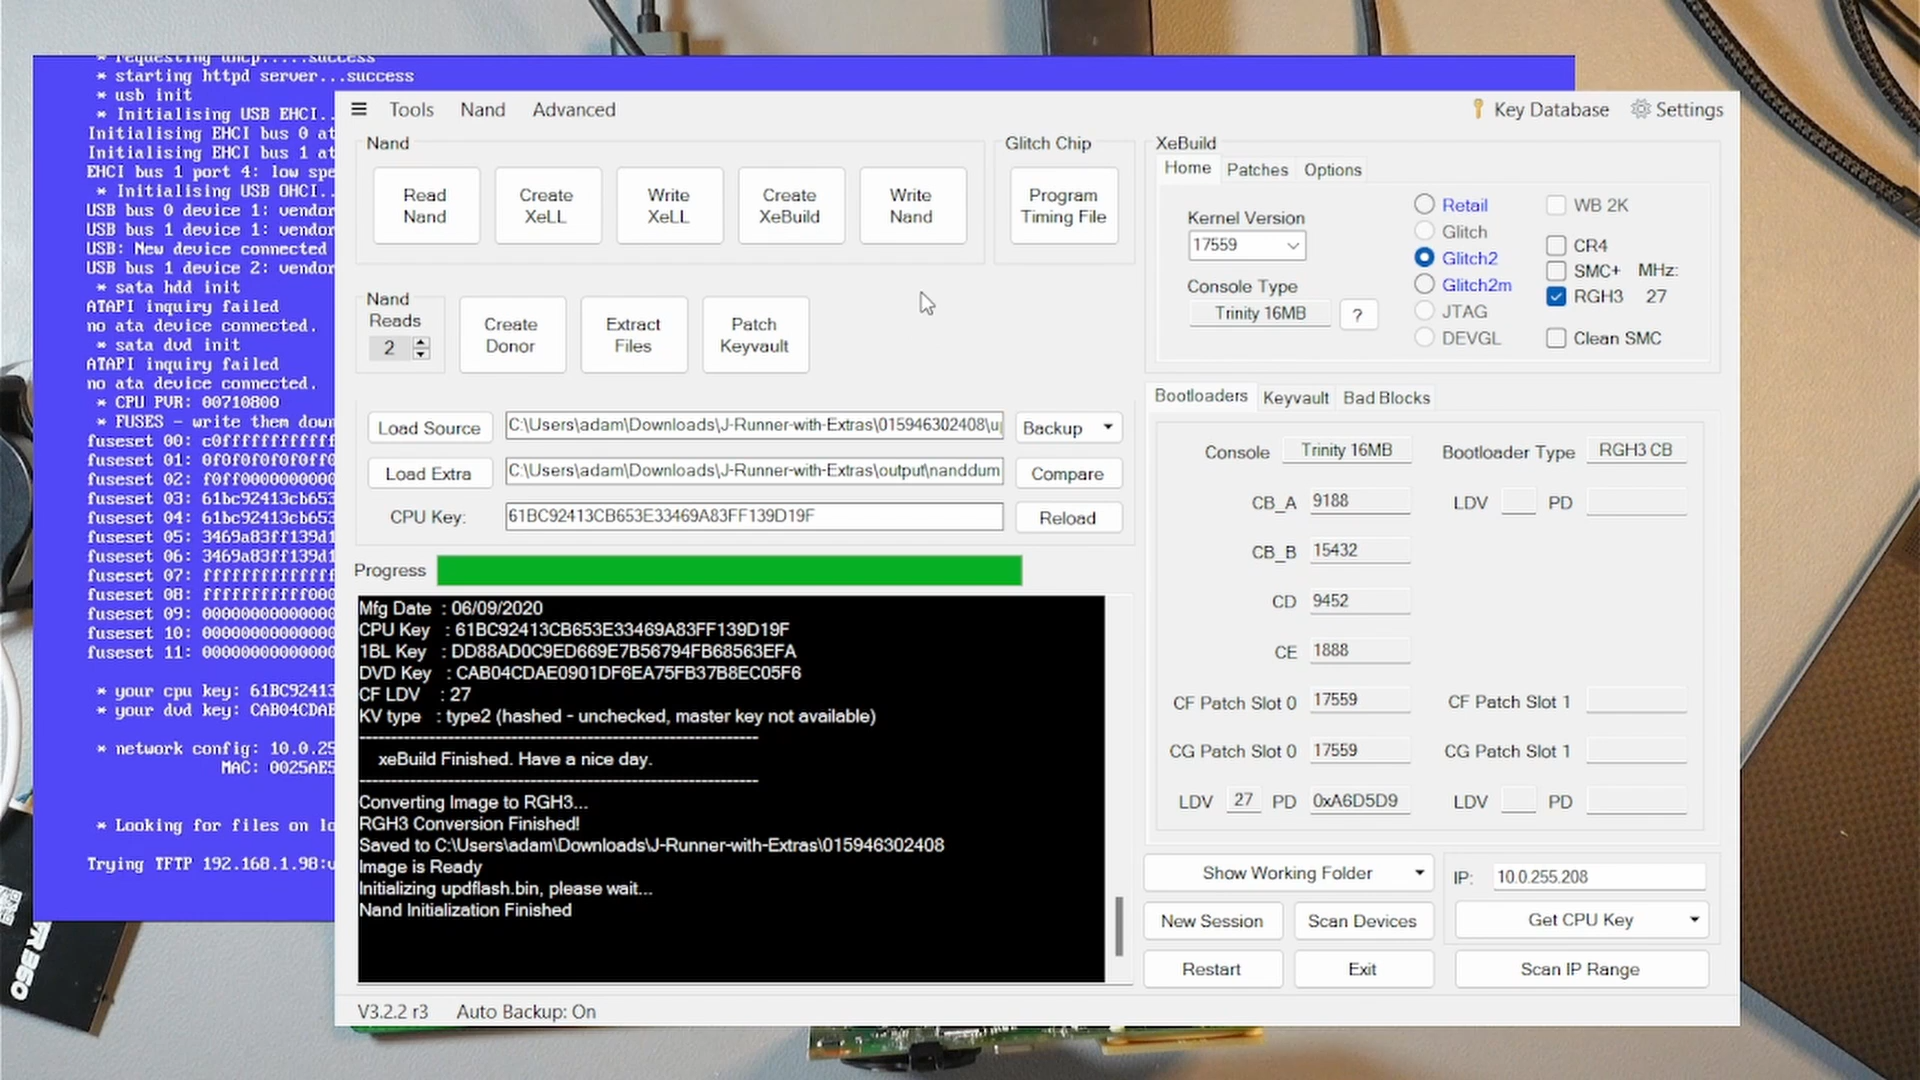 * requesting dhcp.....success
* starting httpd server...success
* usb init
* Initialising USB EHCI..
Initialising EHCI bus 0 at
Initialising EHCI bus 1 at
EHCI bus 1 port 4: low spe
* Initialising USB OHCI..
USB bus 0 device 1: vendor
USB bus 1 device 1: vendor
USB: New device connected
USB bus 1 device 2: vendor
* sata hdd init
ATAPI inquiry failed
no ata device connected.
* sata dvd init
ATAPI inquiry failed
no ata device connected.
* CPU PVR: 00710800
* FUSES - write them down
fuseset 00: c0ffffffffffff
fuseset 01: 0f0f0f0f0f0ff0
fuseset 02: f0ff0000000000
fuseset 03: 61bc92413cb653
fuseset 04: 61bc92413cb653
fuseset 05: 3469a83ff139d1
fuseset 06: 3469a83ff139d1
fuseset 07: ffffffffffffff
fuseset 08: fffffffffff000
fuseset 09: 00000000000000
fuseset 10: 00000000000000
fuseset 11: 00000000000000
* your cpu key: 61BC92413
* your dvd key: CAB04CDAE
* network config: 10.0.25
MAC: 0025AE5
* Looking for files on lo
Trying TFTP 192.168.1.98:
Tools Nand Advanced
Key Database Settings
Nand
Read Nand
Create XeLL
Write XeLL
Create XeBuild
Write Nand
Glitch Chip
Program Timing File
Nand Reads
2
Create Donor
Extract Files
Patch Keyvault
Load Source C:\Users\adam\Downloads\J-Runner-with-Extras\015946302408\u Backup
Load Extra C:\Users\adam\Downloads\J-Runner-with-Extras\output\nanddum Compare
CPU Key: 61BC92413CB653E33469A83FF139D19F Reload
Progress
Mfg Date : 06/09/2020
CPU Key : 61BC92413CB653E33469A83FF139D19F
1BL Key : DD88AD0C9ED669E7B56794FB68563EFA
DVD Key : CAB04CDAE0901DF6EA75FB37B8EC05F6
CF LDV : 27
KV type : type2 (hashed - unchecked, master key not available)
---------------------------------------------------------
xeBuild Finished. Have a nice day.
---------------------------------------------------------
Converting Image to RGH3...
RGH3 Conversion Finished!
Saved to C:\Users\adam\Downloads\J-Runner-with-Extras\015946302408
Image is Ready
Initializing updflash.bin, please wait...
Nand Initialization Finished
V3.2.2 r3 Auto Backup: On
XeBuild
Home Patches Options
Kernel Version
17559
Console Type
Trinity 16MB ?
Retail
Glitch
Glitch2
Glitch2m
JTAG
DEVGL
WB 2K
CR4
SMC+ MHz:
RGH3 27
Clean SMC
Bootloaders Keyvault Bad Blocks
Console Trinity 16MB Bootloader Type RGH3 CB
CB_A 9188 LDV PD
CB_B 15432
CD 9452
CE 1888
CF Patch Slot 0 17559 CF Patch Slot 1
CG Patch Slot 0 17559 CG Patch Slot 1
LDV 27 PD 0xA6D5D9 LDV PD
Show Working Folder
New Session Scan Devices
Restart Exit
IP: 10.0.255.208
Get CPU Key
Scan IP Range
R360